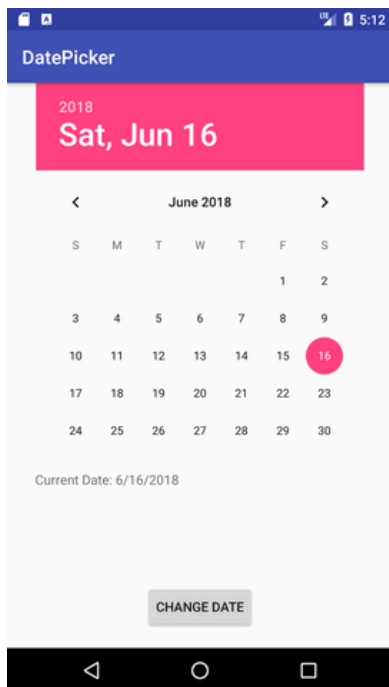 5:12
DatePicker
2018
Sat, Jun 16
June 2018
S M T W T F S
1 2
3 4 5 6 7 8 9
10 11 12 13 14 15 16
17 18 19 20 21 22 23
24 25 26 27 28 29 30
Current Date: 6/16/2018
CHANGE DATE